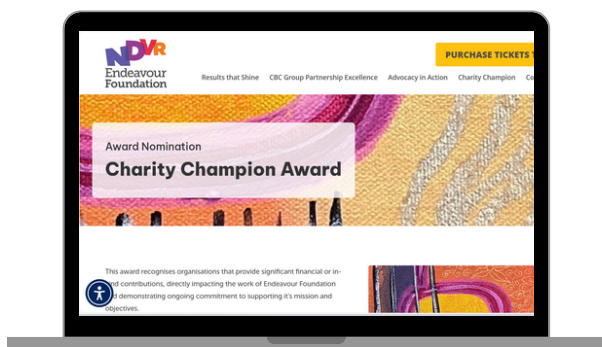 NDVR
Endeavour
Foundation
PURCHASE TICKETS
Results that Shine CBC Group Partnership Excellence Advocacy in Action Charity Champion
Award Nomination
Charity Champion Award
This award recognises organisations that provide significant financial or in-
contributions, directly impacting the work of Endeavour Foundation
demonstrating ongoing commitment to supporting it's mission and
objectives.